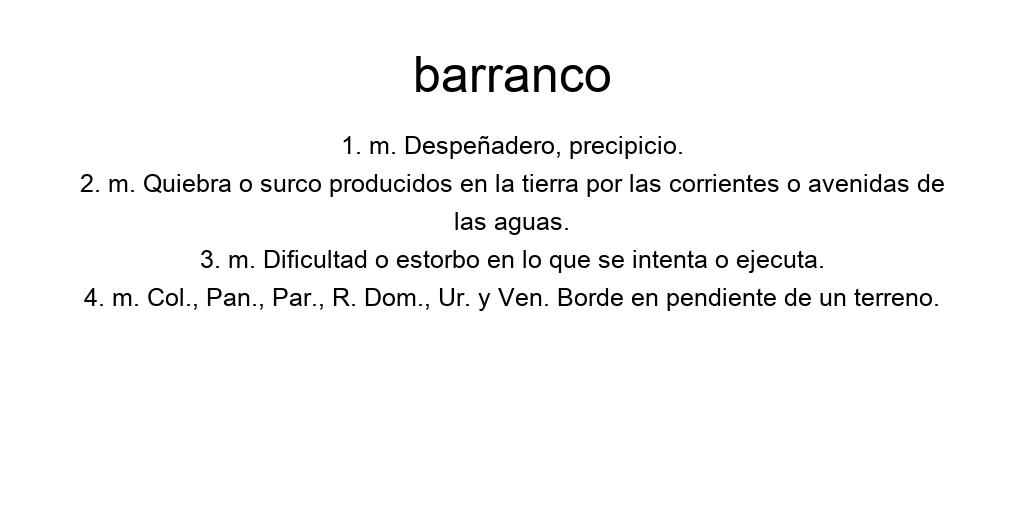 barranco
1. m. Despeñadero, precipicio.
2. m. Quiebra o surco producidos en la tierra por las corrientes o avenidas de
las aguas.
3. m. Dificultad o estorbo en lo que se intenta o ejecuta.
4. m. Col., Pan., Par., R. Dom., Ur. y Ven. Borde en pendiente de un terreno.